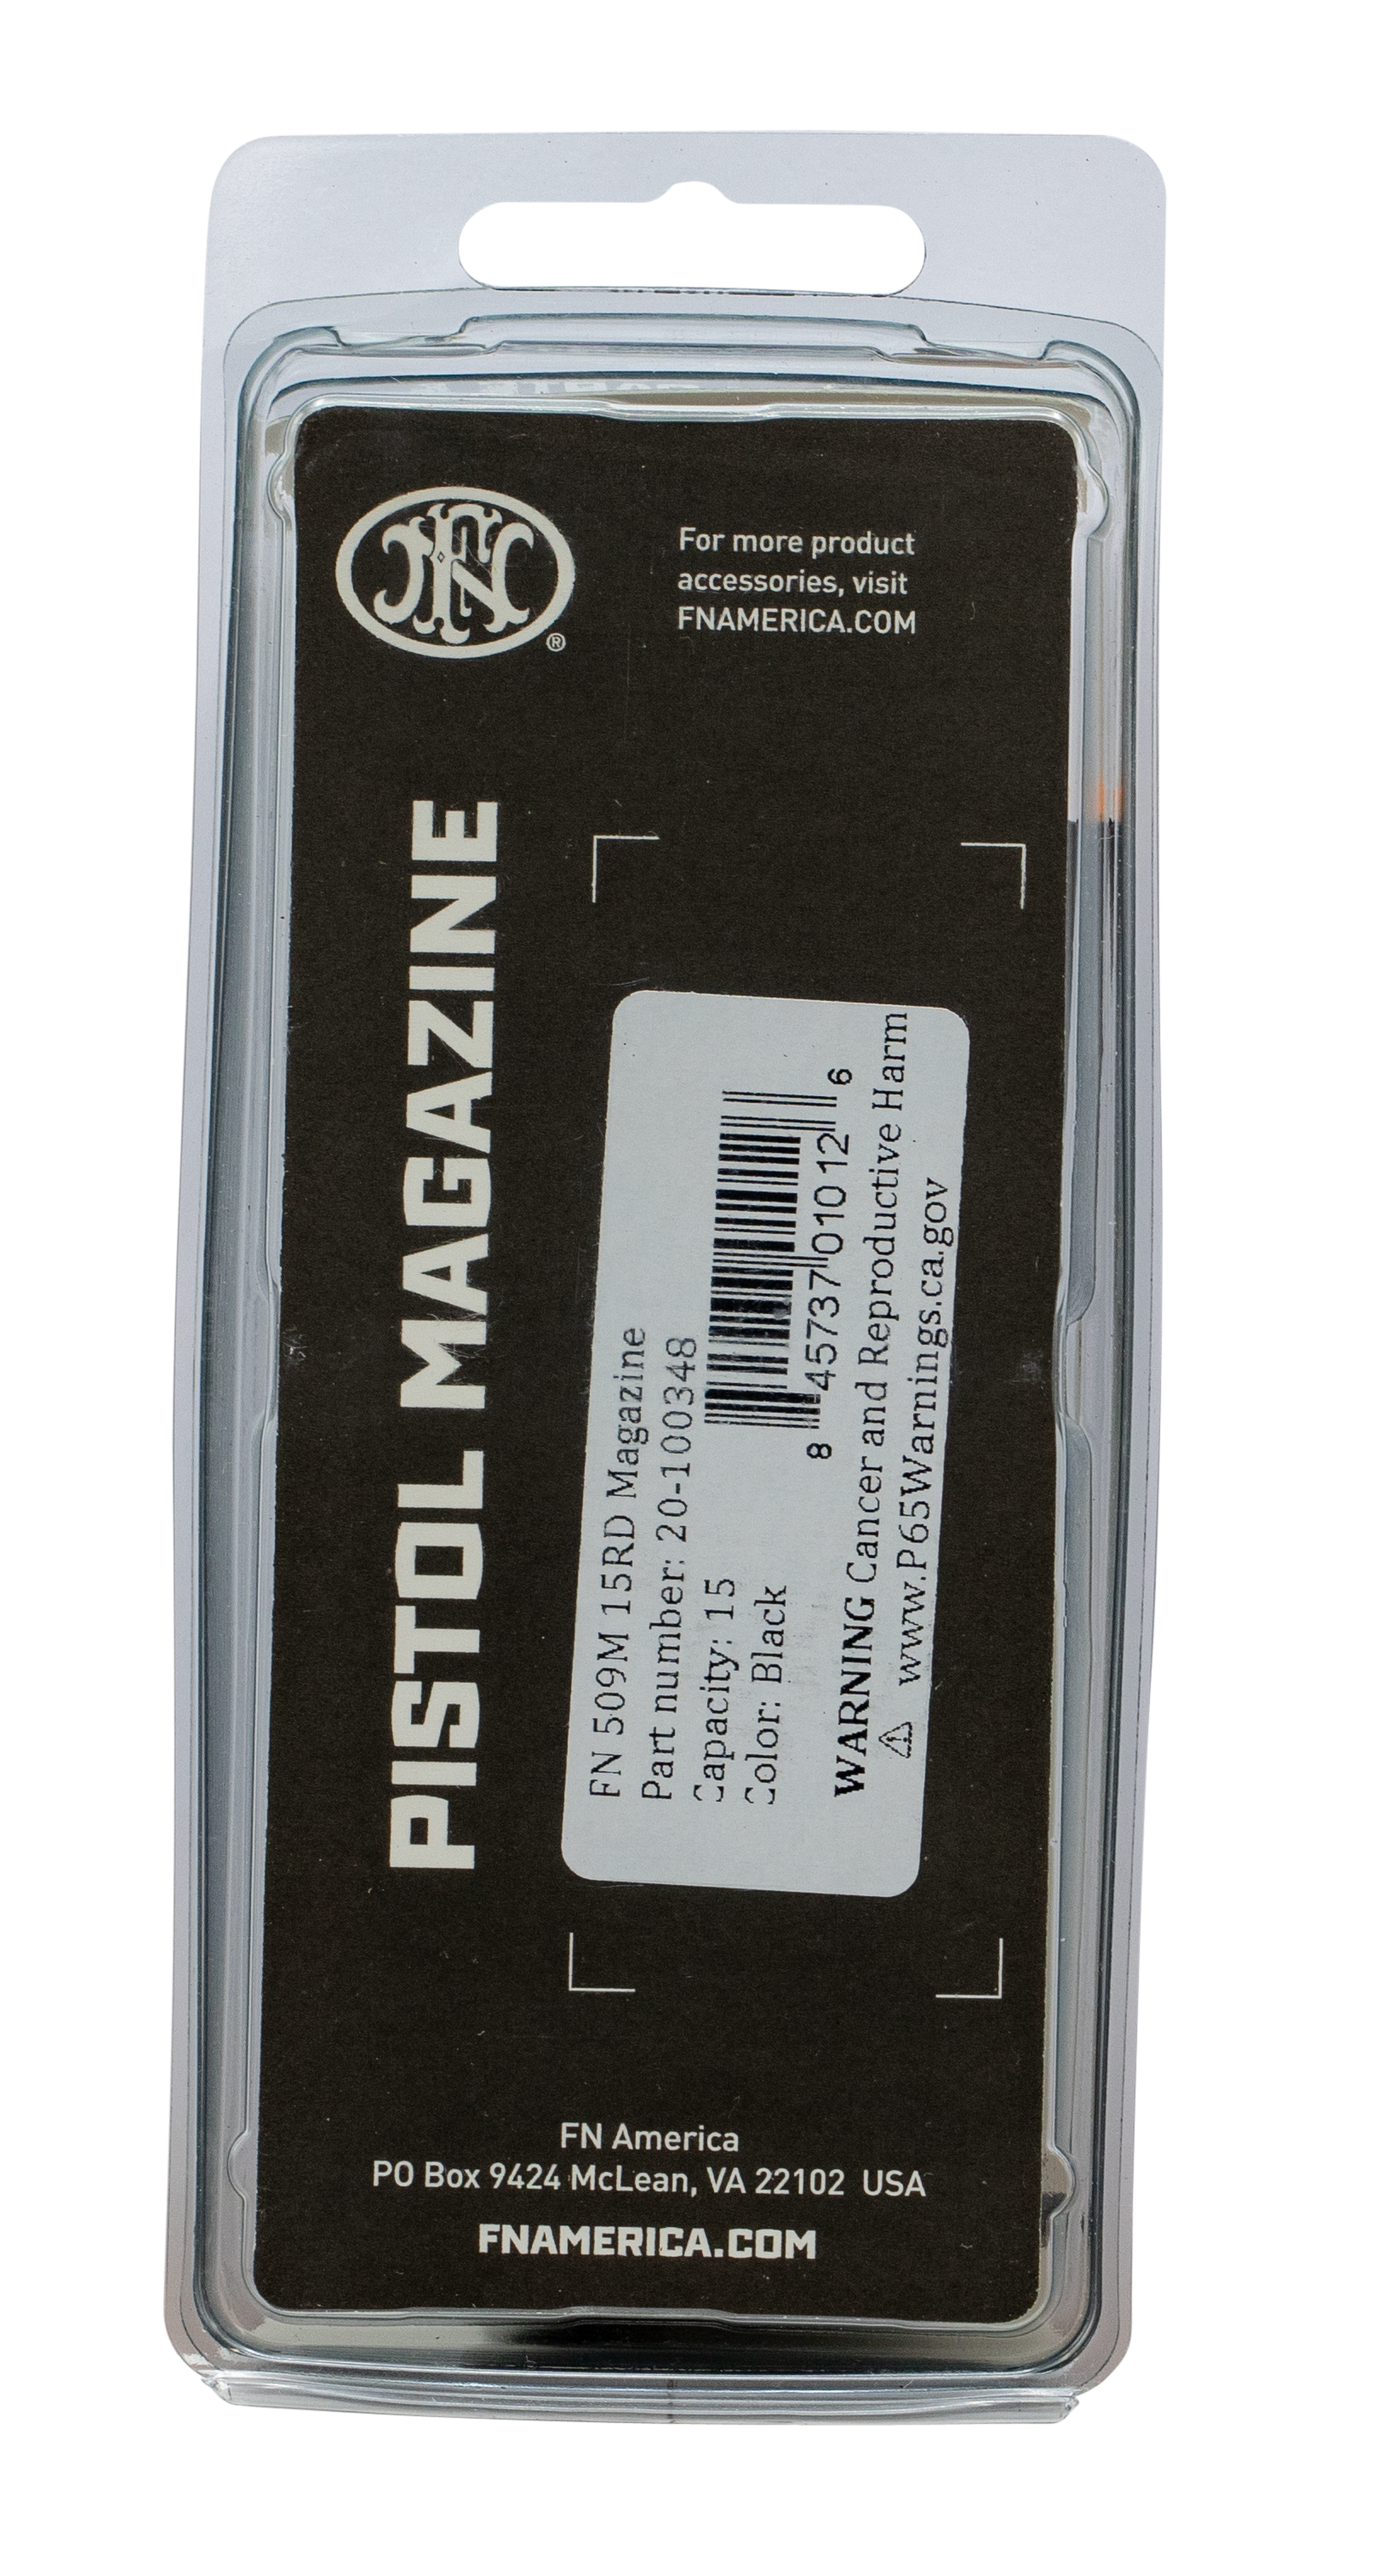 FN
®
For more product
accessories, visit
FNAMERICA.COM
PISTOL MAGAZINE
FN 509M 15RD Magazine
Part number: 20-100348
Capacity: 15
Color: Black
8 45737 01012 6
WARNING Cancer and Reproductive Harm
⚠ www.P65Warnings.ca.gov
FN America
PO Box 9424 McLean, VA 22102 USA
FNAMERICA.COM